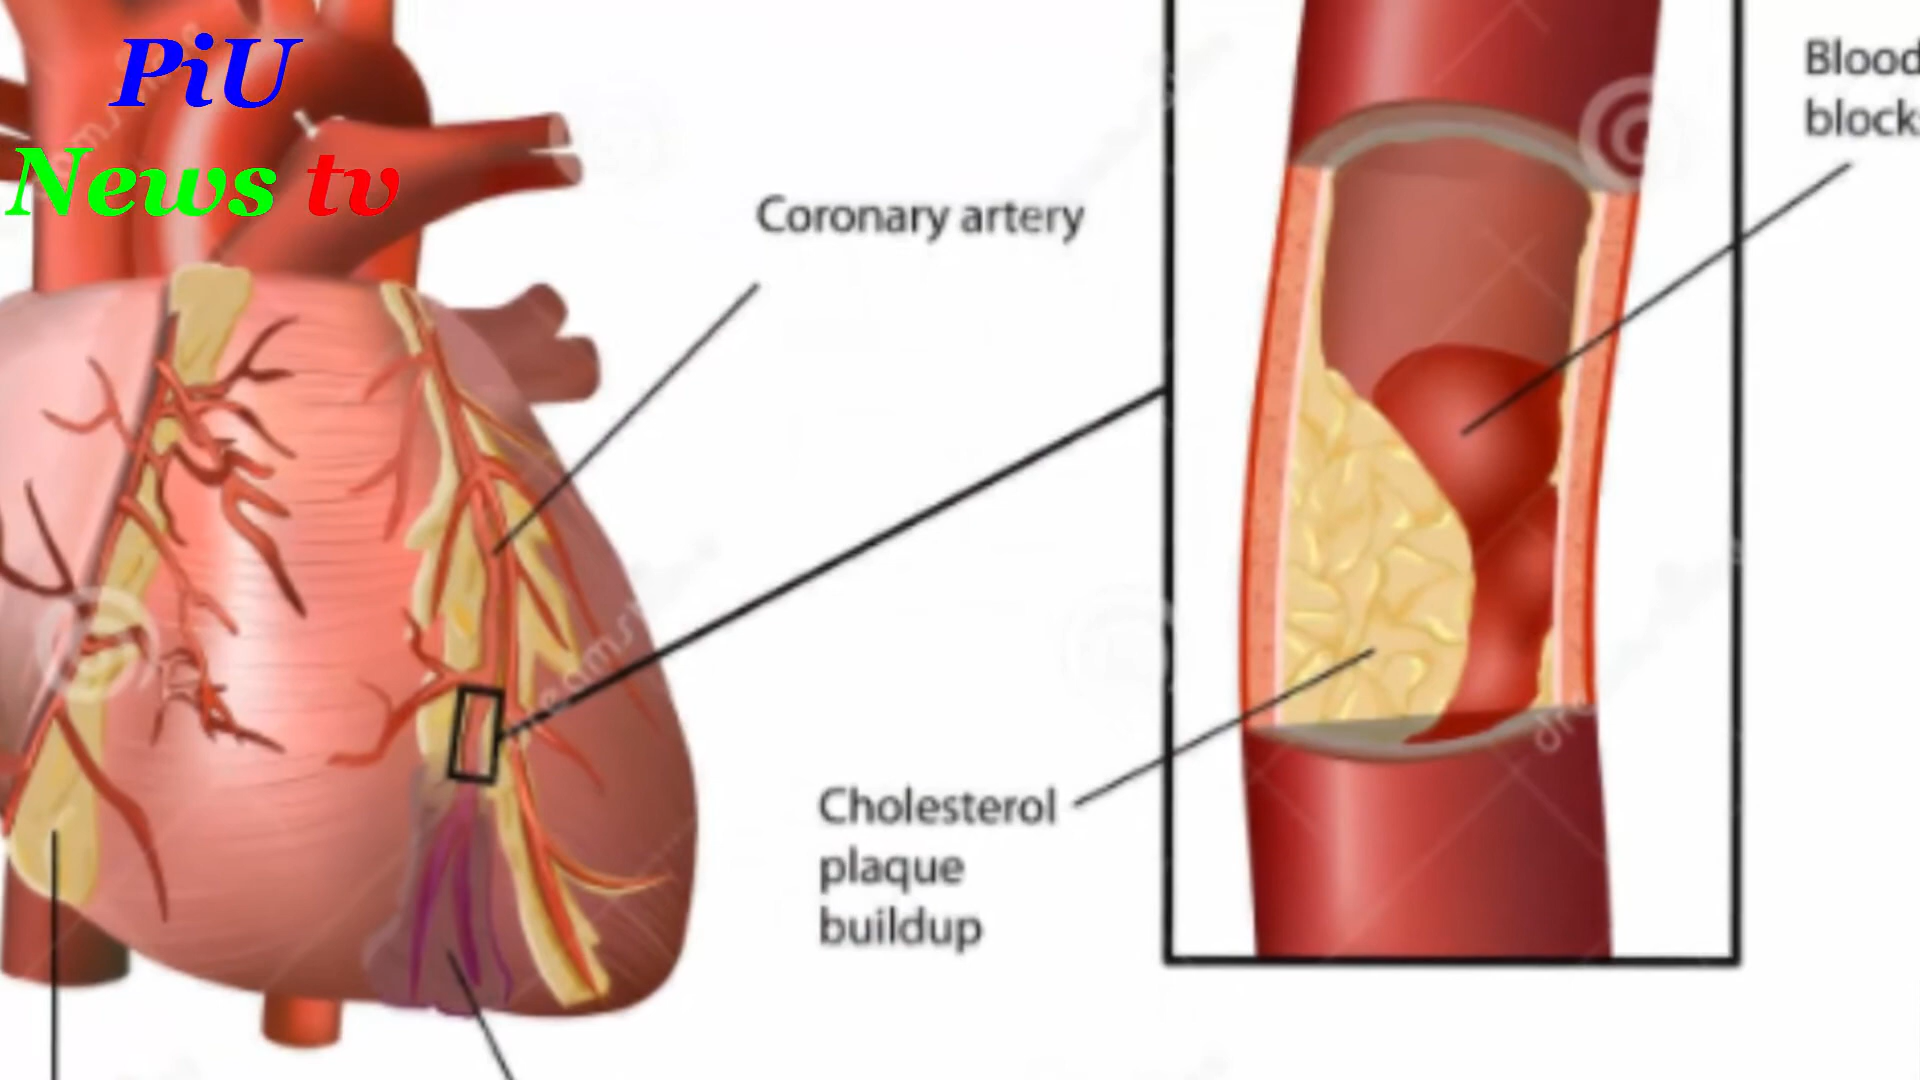 PiU
News tv
Coronary artery
Blood
block
Cholesterol
plaque
buildup